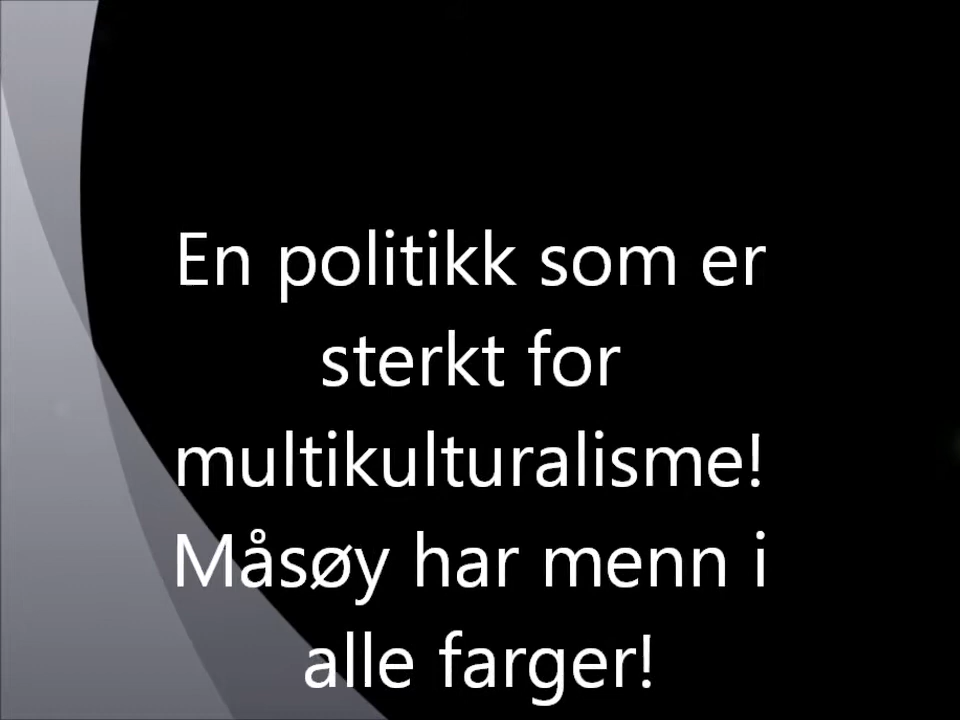 En politikk som er
sterkt for
multikulturalisme!
Måsøy har menn i
alle farger!